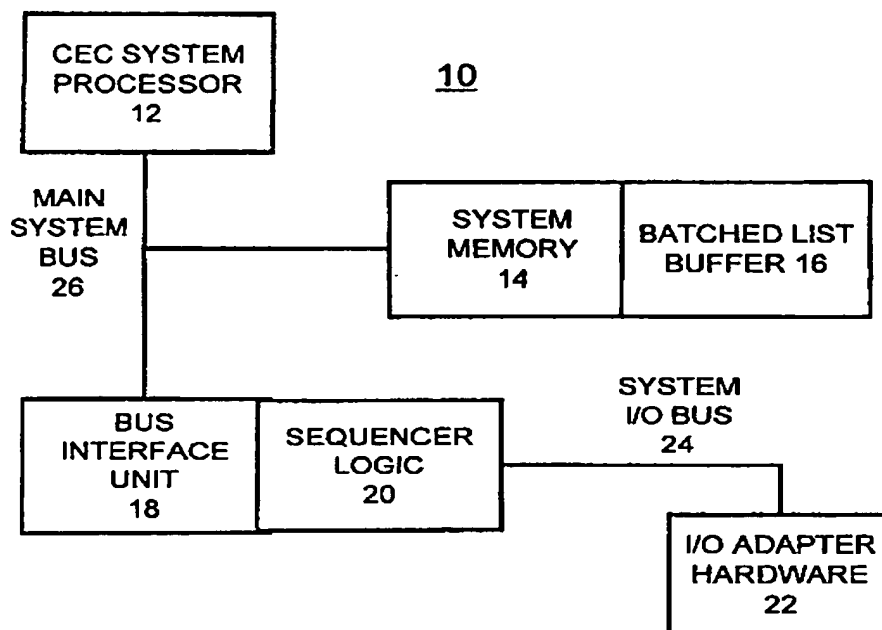 CEC SYSTEM
PROCESSOR
12
10
MAIN
SYSTEM
BUS
26
SYSTEM
MEMORY
14
BATCHED LIST
BUFFER 16
BUS
INTERFACE
UNIT
18
SEQUENCER
LOGIC
20
SYSTEM
I/O BUS
24
I/O ADAPTER
HARDWARE
22